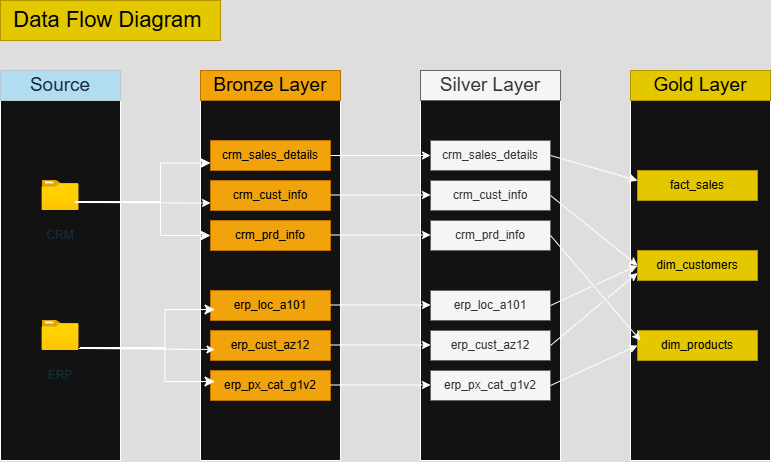 Data Flow Diagram
Source
Bronze Layer
Silver Layer
Gold Layer
CRM
ERP
crm_sales_details
crm_cust_info
crm_prd_info
erp_loc_a101
erp_cust_az12
erp_px_cat_g1v2
crm_sales_details
crm_cust_info
crm_prd_info
erp_loc_a101
erp_cust_az12
erp_px_cat_g1v2
fact_sales
dim_customers
dim_products